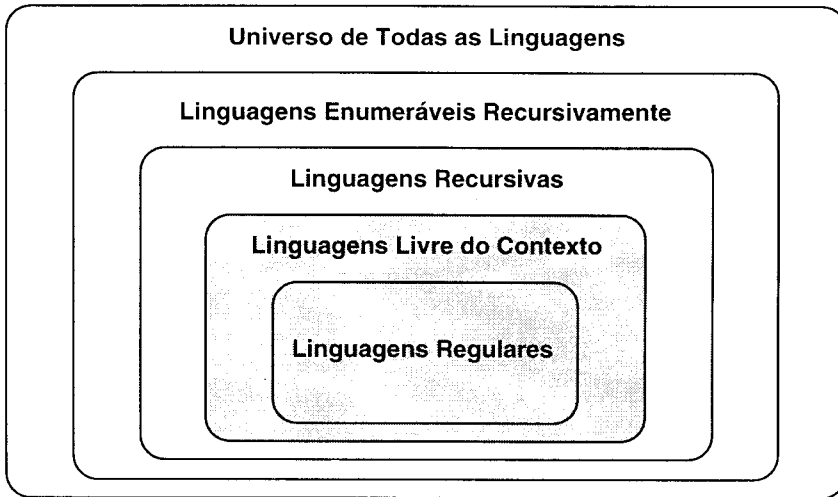 Universo de Todas as Linguagens
Linguagens Enumeráveis Recursivamente
Linguagens Recursivas
Linguagens Livre do Contexto
Linguagens Regulares